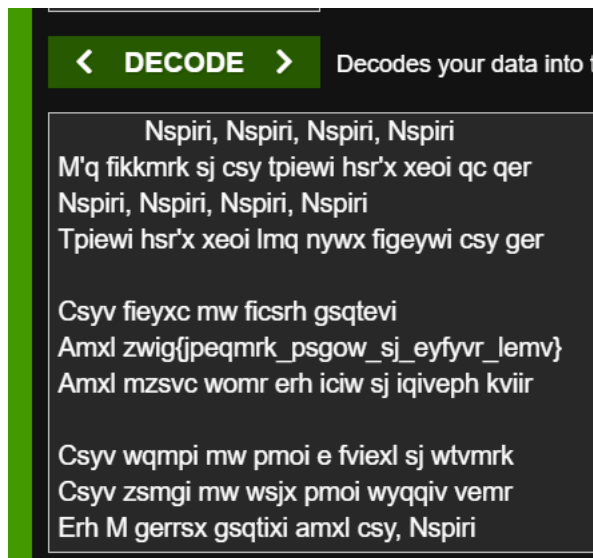 DECODE
Decodes your data into
Nspiri, Nspiri, Nspiri, Nspiri
M'q fikkmrk sj csy tpiewi hsr'x xeoi qc qer
Nspiri, Nspiri, Nspiri, Nspiri
Tpiewi hsr'x xeoi lmq nywx figeywi csy ger
Csyv fieyxc mw ficsrh gsqtevi
Amxl zwig{jpeqmrk_psgow_sj_eyfyvr_lemv}
Amxl mzsvc womr erh iciw sj iqiveph kviir
Csyv wqmpi mw pmoi e fviexl sj wtvmrk
Csyv zsmgi mw wsjx pmoi wyqqiv vemr
Erh M gerrsx gsqtixi amxl csy, Nspiri